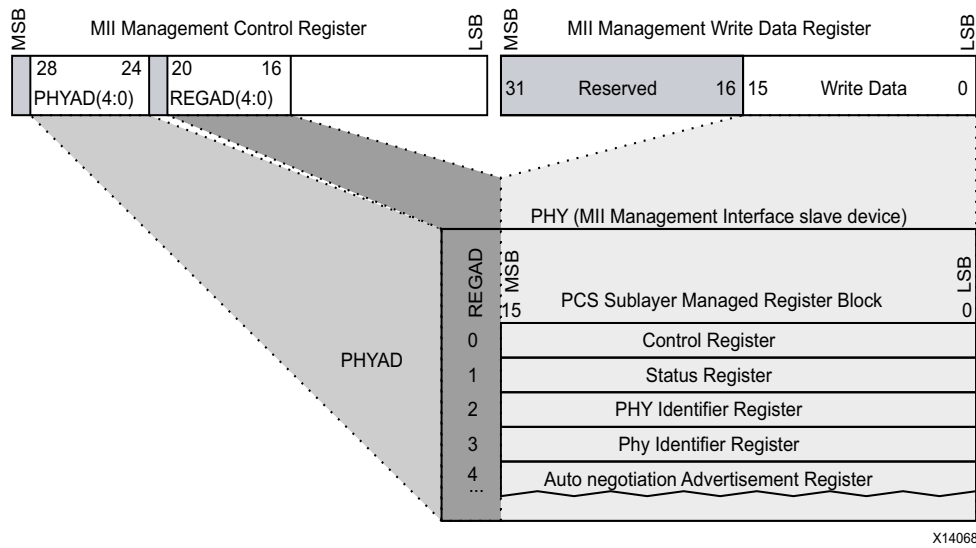 MSB
MII Management Control Register
LSB
MSB
MII Management Write Data Register
LSB
28 24 20 16
PHYAD(4:0) REGAD(4:0)
31 Reserved 16 15 Write Data 0
PHY (MII Management Interface slave device)
REGAD
MSB
LSB
15 PCS Sublayer Managed Register Block 0
0 Control Register
PHYAD
1 Status Register
2 PHY Identifier Register
3 Phy Identifier Register
4 Auto negotiation Advertisement Register
...
X14068